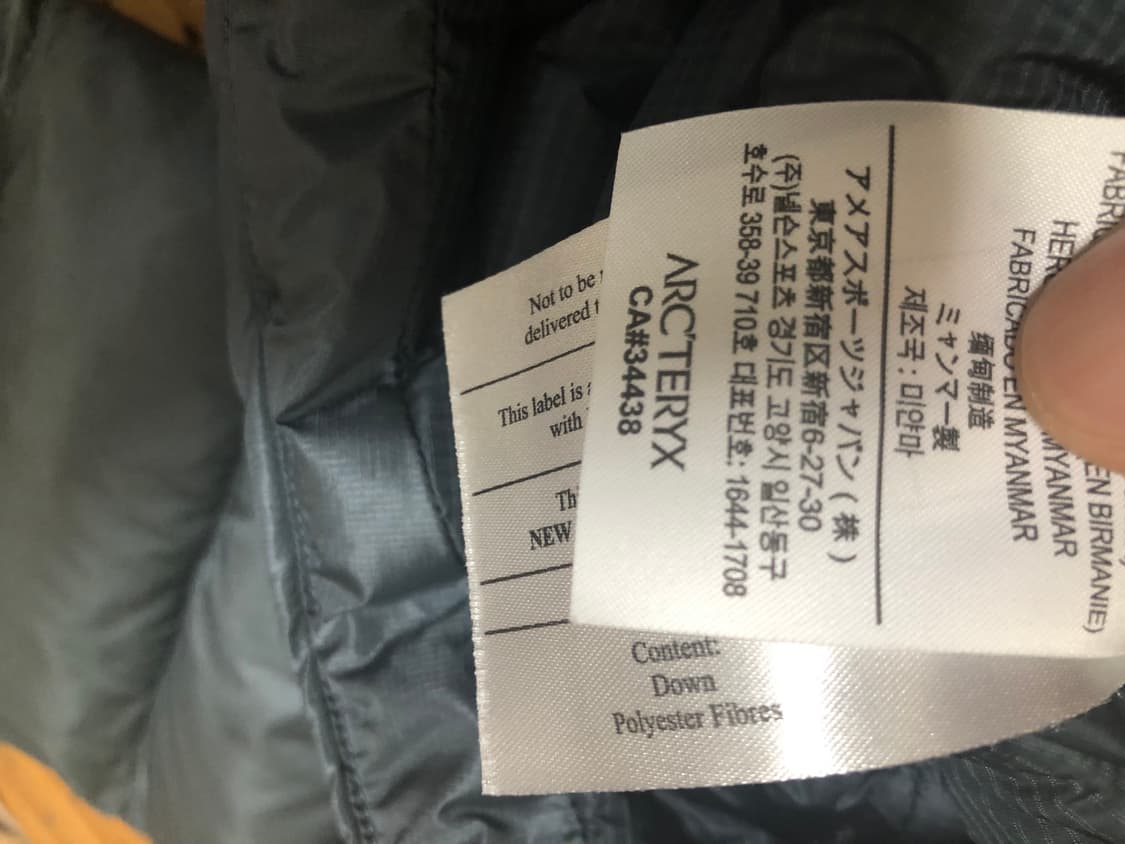 FABRICADO EN MYANMAR
缅甸制造
ミャンマー製
제조국 : 미얀마
アメアスポーツジャパン ( 株 )
東京都新宿区新宿6-27-30
(주)넬슨스포츠 경기도 고양시 일산동구
호수로 358-39 710호 대표번호: 1644-1708
ARC'TERYX
CA#34438
Not to be
delivered
This label is
with
NEW
Content:
Down
Polyester Fibres